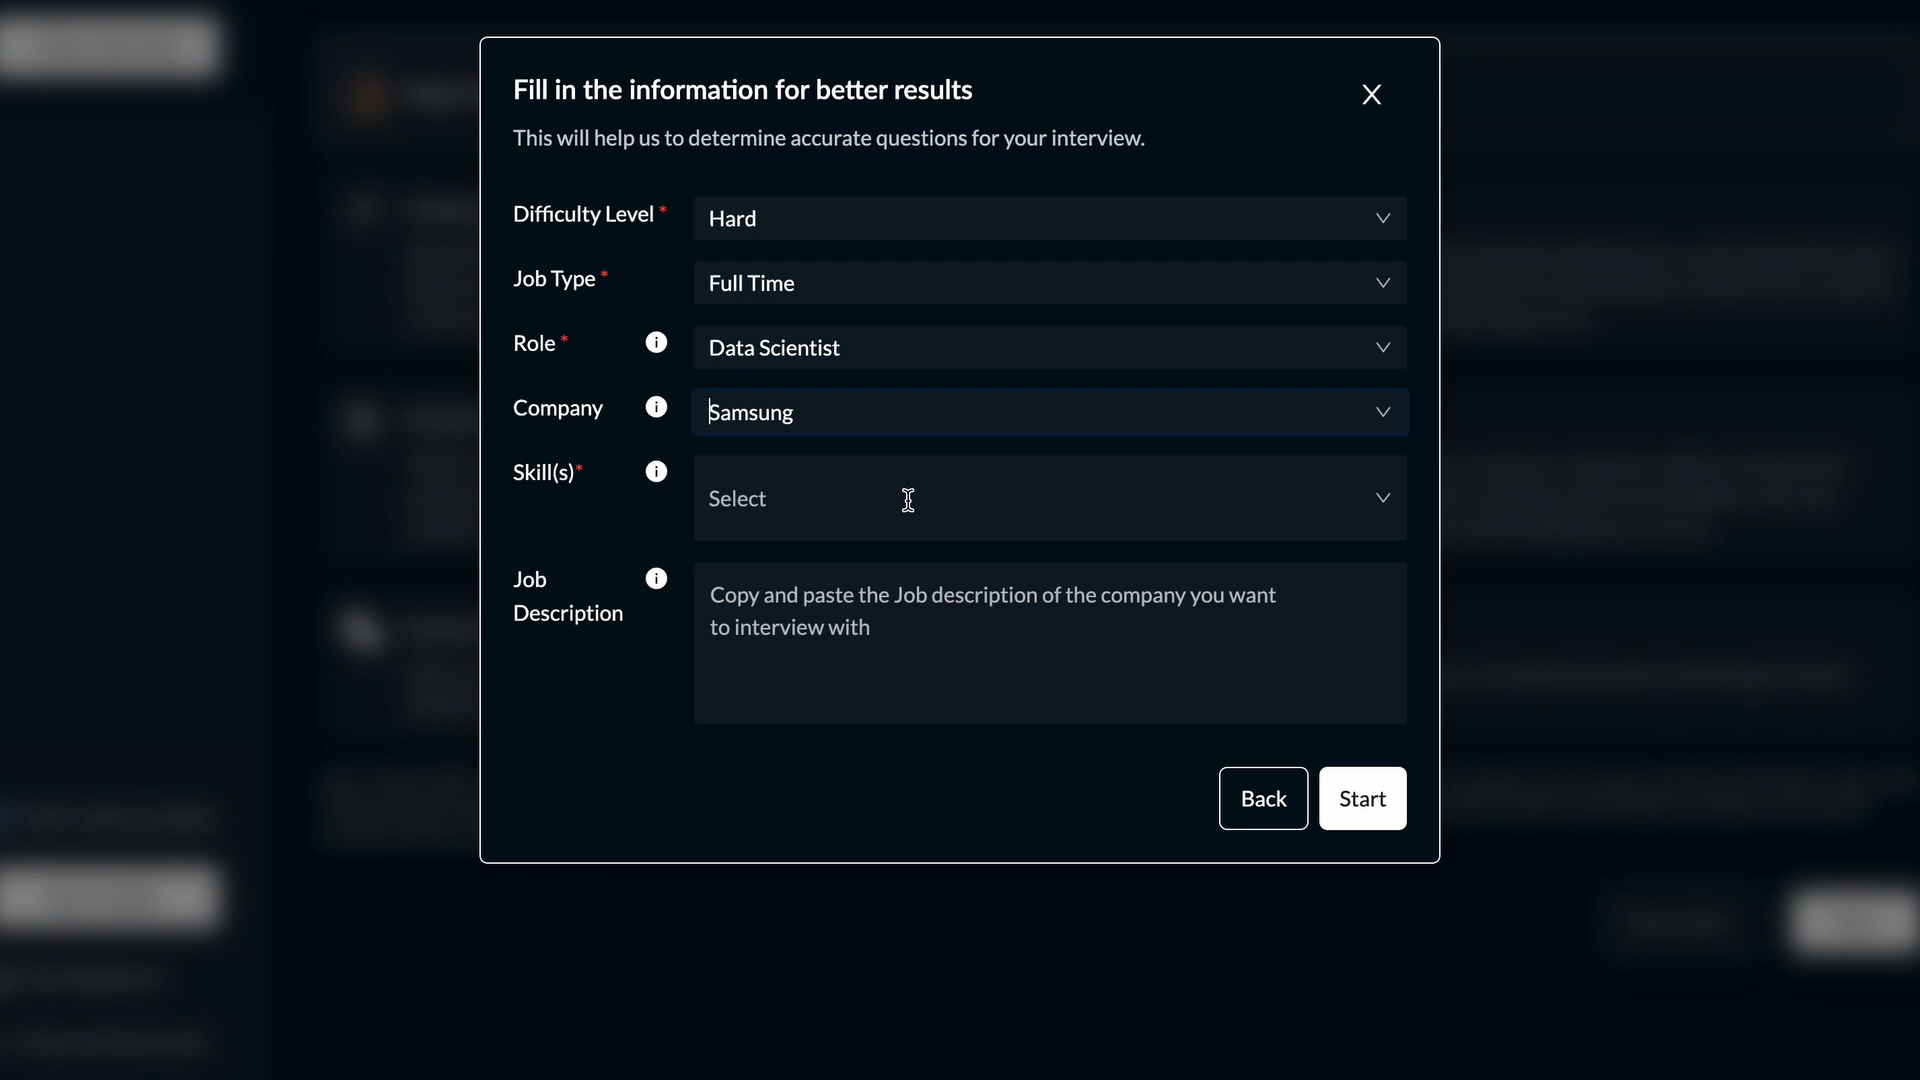 Fill in the information for better results
X
This will help us to determine accurate questions for your interview.
Difficulty Level * Hard
Job Type * Full Time
Role * i Data Scientist
Company i Samsung
Skill(s)* i Select
Job Description i
Copy and paste the Job description of the company you want
to interview with
Back Start